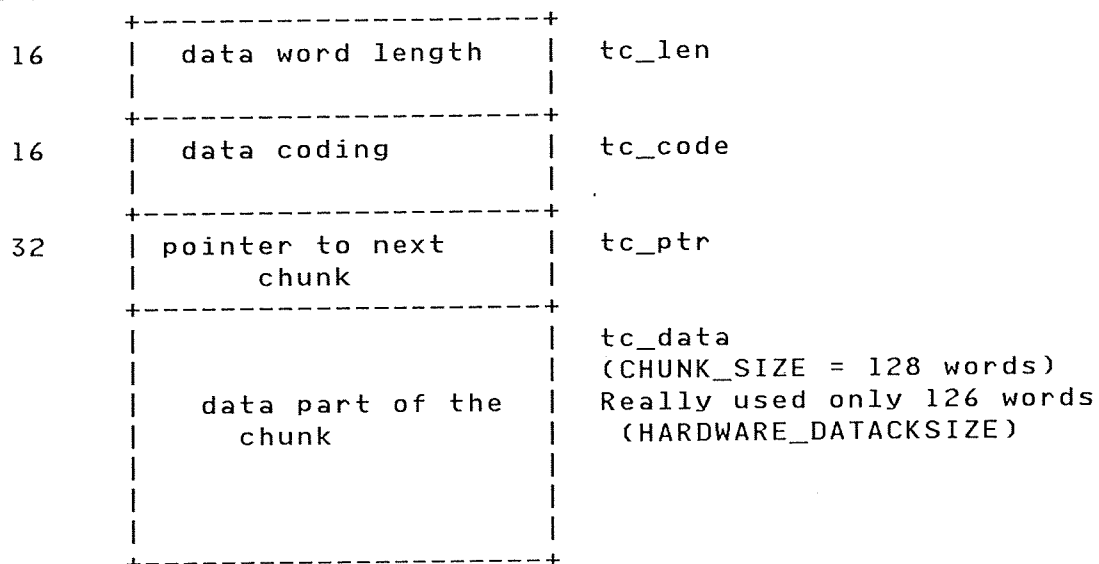 16 data word length tc_len
16 data coding tc_code
32 pointer to next tc_ptr
chunk
tc_data
(CHUNK_SIZE = 128 words)
data part of the Really used only 126 words
chunk (HARDWARE_DATACKSIZE)